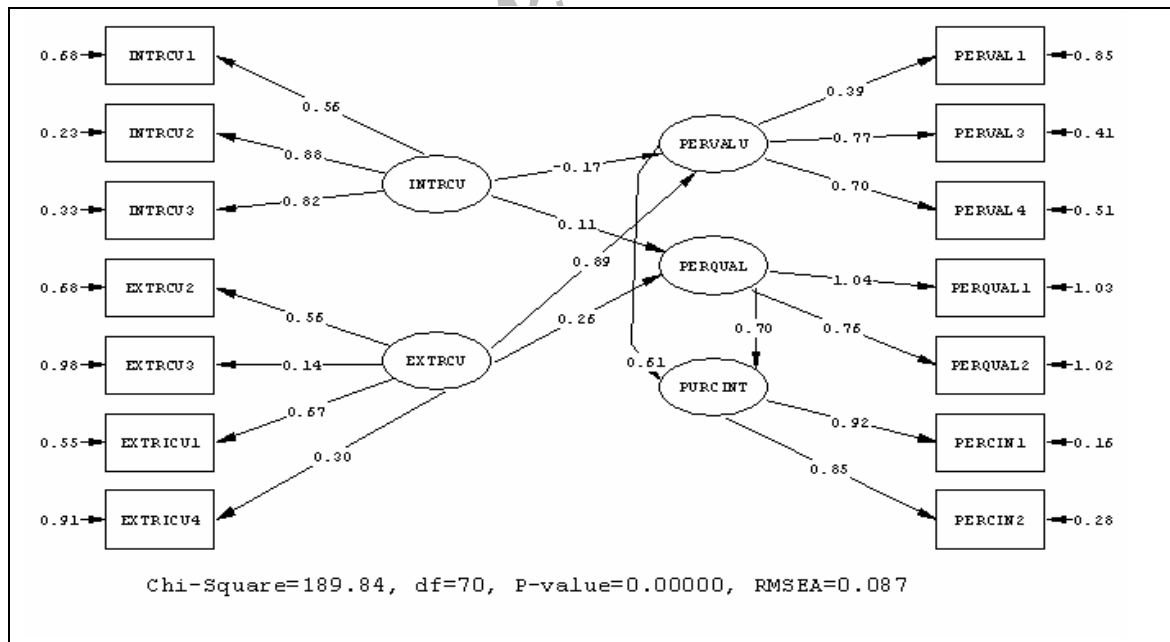 0.68 INTRCU1
0.23 INTRCU2
0.33 INTRCU3
0.68 EXTRCU2
0.98 EXTRCU3
0.55 EXTRICU1
0.91 EXTRICU4
0.56
0.88
0.82
INTRCU
0.56
0.14
0.67
0.30
EXTRCU
-0.17
0.11
0.89
0.26
PERVALU
PERQUAL
0.70
0.61
PURCINT
0.39
0.77
0.70
1.04
0.76
0.92
0.85
PERVAL1 0.85
PERVAL3 0.41
PERVAL4 0.51
PERQUAL1 1.03
PERQUAL2 1.02
PERCIN1 0.16
PERCIN2 0.28
Chi-Square=189.84, df=70, P-value=0.00000, RMSEA=0.087